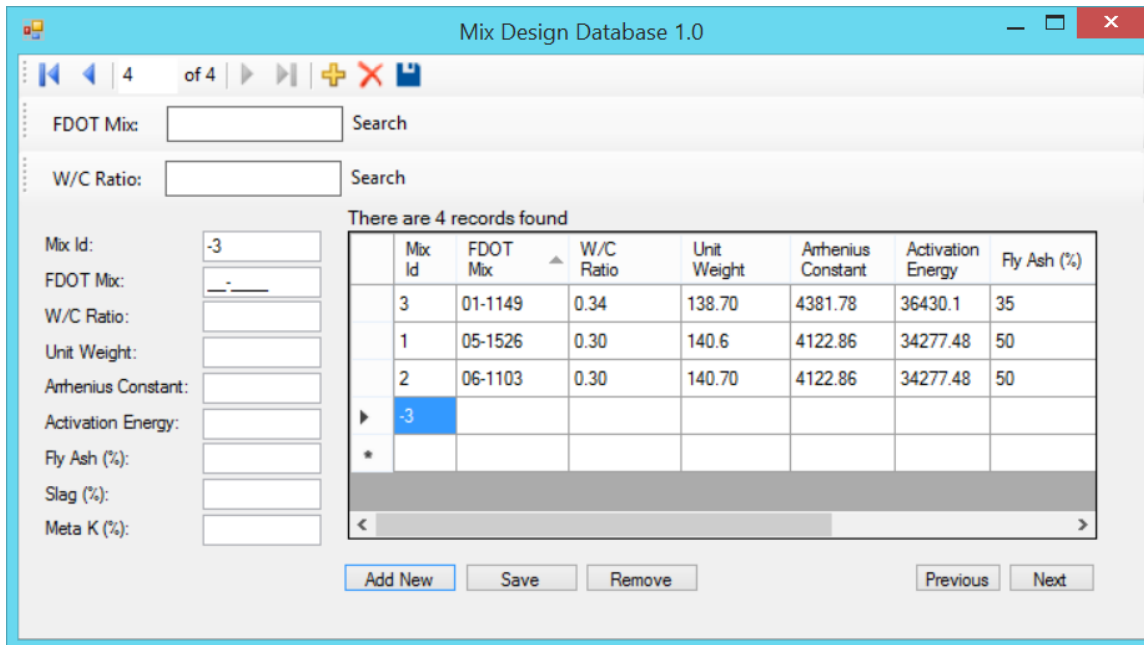 Mix Design Database 1.0
4 of 4
FDOT Mix: Search
W/C Ratio: Search
There are 4 records found
Mix Id: -3
FDOT Mix: __-____
W/C Ratio:
Unit Weight:
Arrhenius Constant:
Activation Energy:
Fly Ash (%):
Slag (%):
Meta K (%):
Mix Id FDOT Mix W/C Ratio Unit Weight Arrhenius Constant Activation Energy Fly Ash (%)
3 01-1149 0.34 138.70 4381.78 36430.1 35
1 05-1526 0.30 140.6 4122.86 34277.48 50
2 06-1103 0.30 140.70 4122.86 34277.48 50
-3
*
Add New Save Remove Previous Next